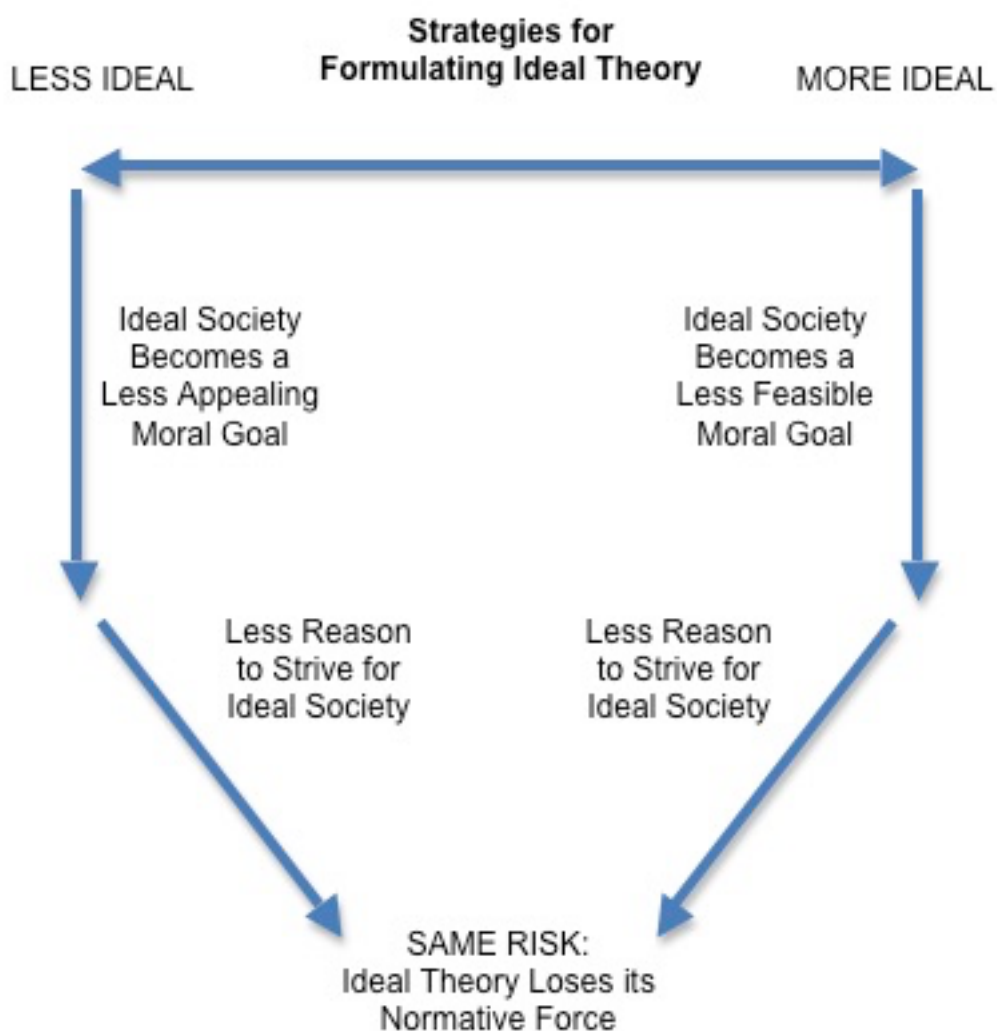 Strategies for
Formulating Ideal Theory
LESS IDEAL
MORE IDEAL
Ideal Society
Becomes a
Less Appealing
Moral Goal
Ideal Society
Becomes a
Less Feasible
Moral Goal
Less Reason
to Strive for
Ideal Society
Less Reason
to Strive for
Ideal Society
SAME RISK:
Ideal Theory Loses its
Normative Force